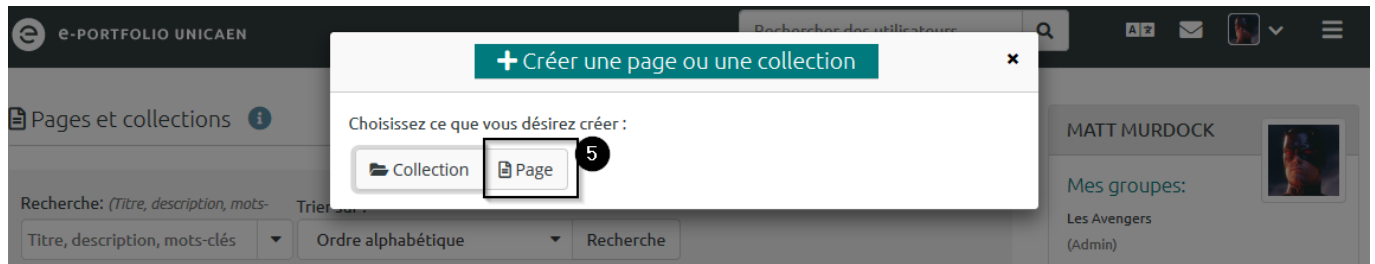 e-PORTFOLIO UNICAEN
Rechercher des utilisateurs
Créer une page ou une collection
×
Pages et collections
Choisissez ce que vous désirez créer :
MATT MURDOCK
Collection
Page
5
Mes groupes:
Recherche: (Titre, description, mots-
Trier sur :
Les Avengers
Titre, description, mots-clés
Ordre alphabétique
Recherche
(Admin)